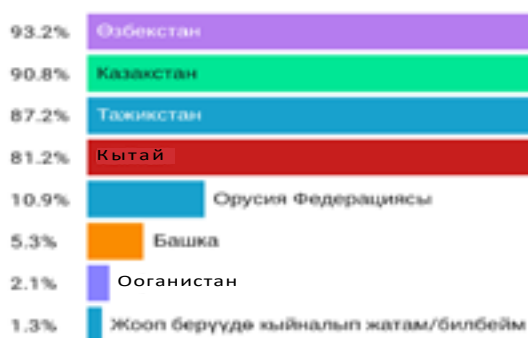 93.2% Өзбекстан
90.8% Казакстан
87.2% Тажикстан
81.2% Кытай
10.9% Орусия Федерациясы
5.3% Башка
2.1% Ооганистан
1.3% Жооп берүүдө кыйналып жатам/билбейм